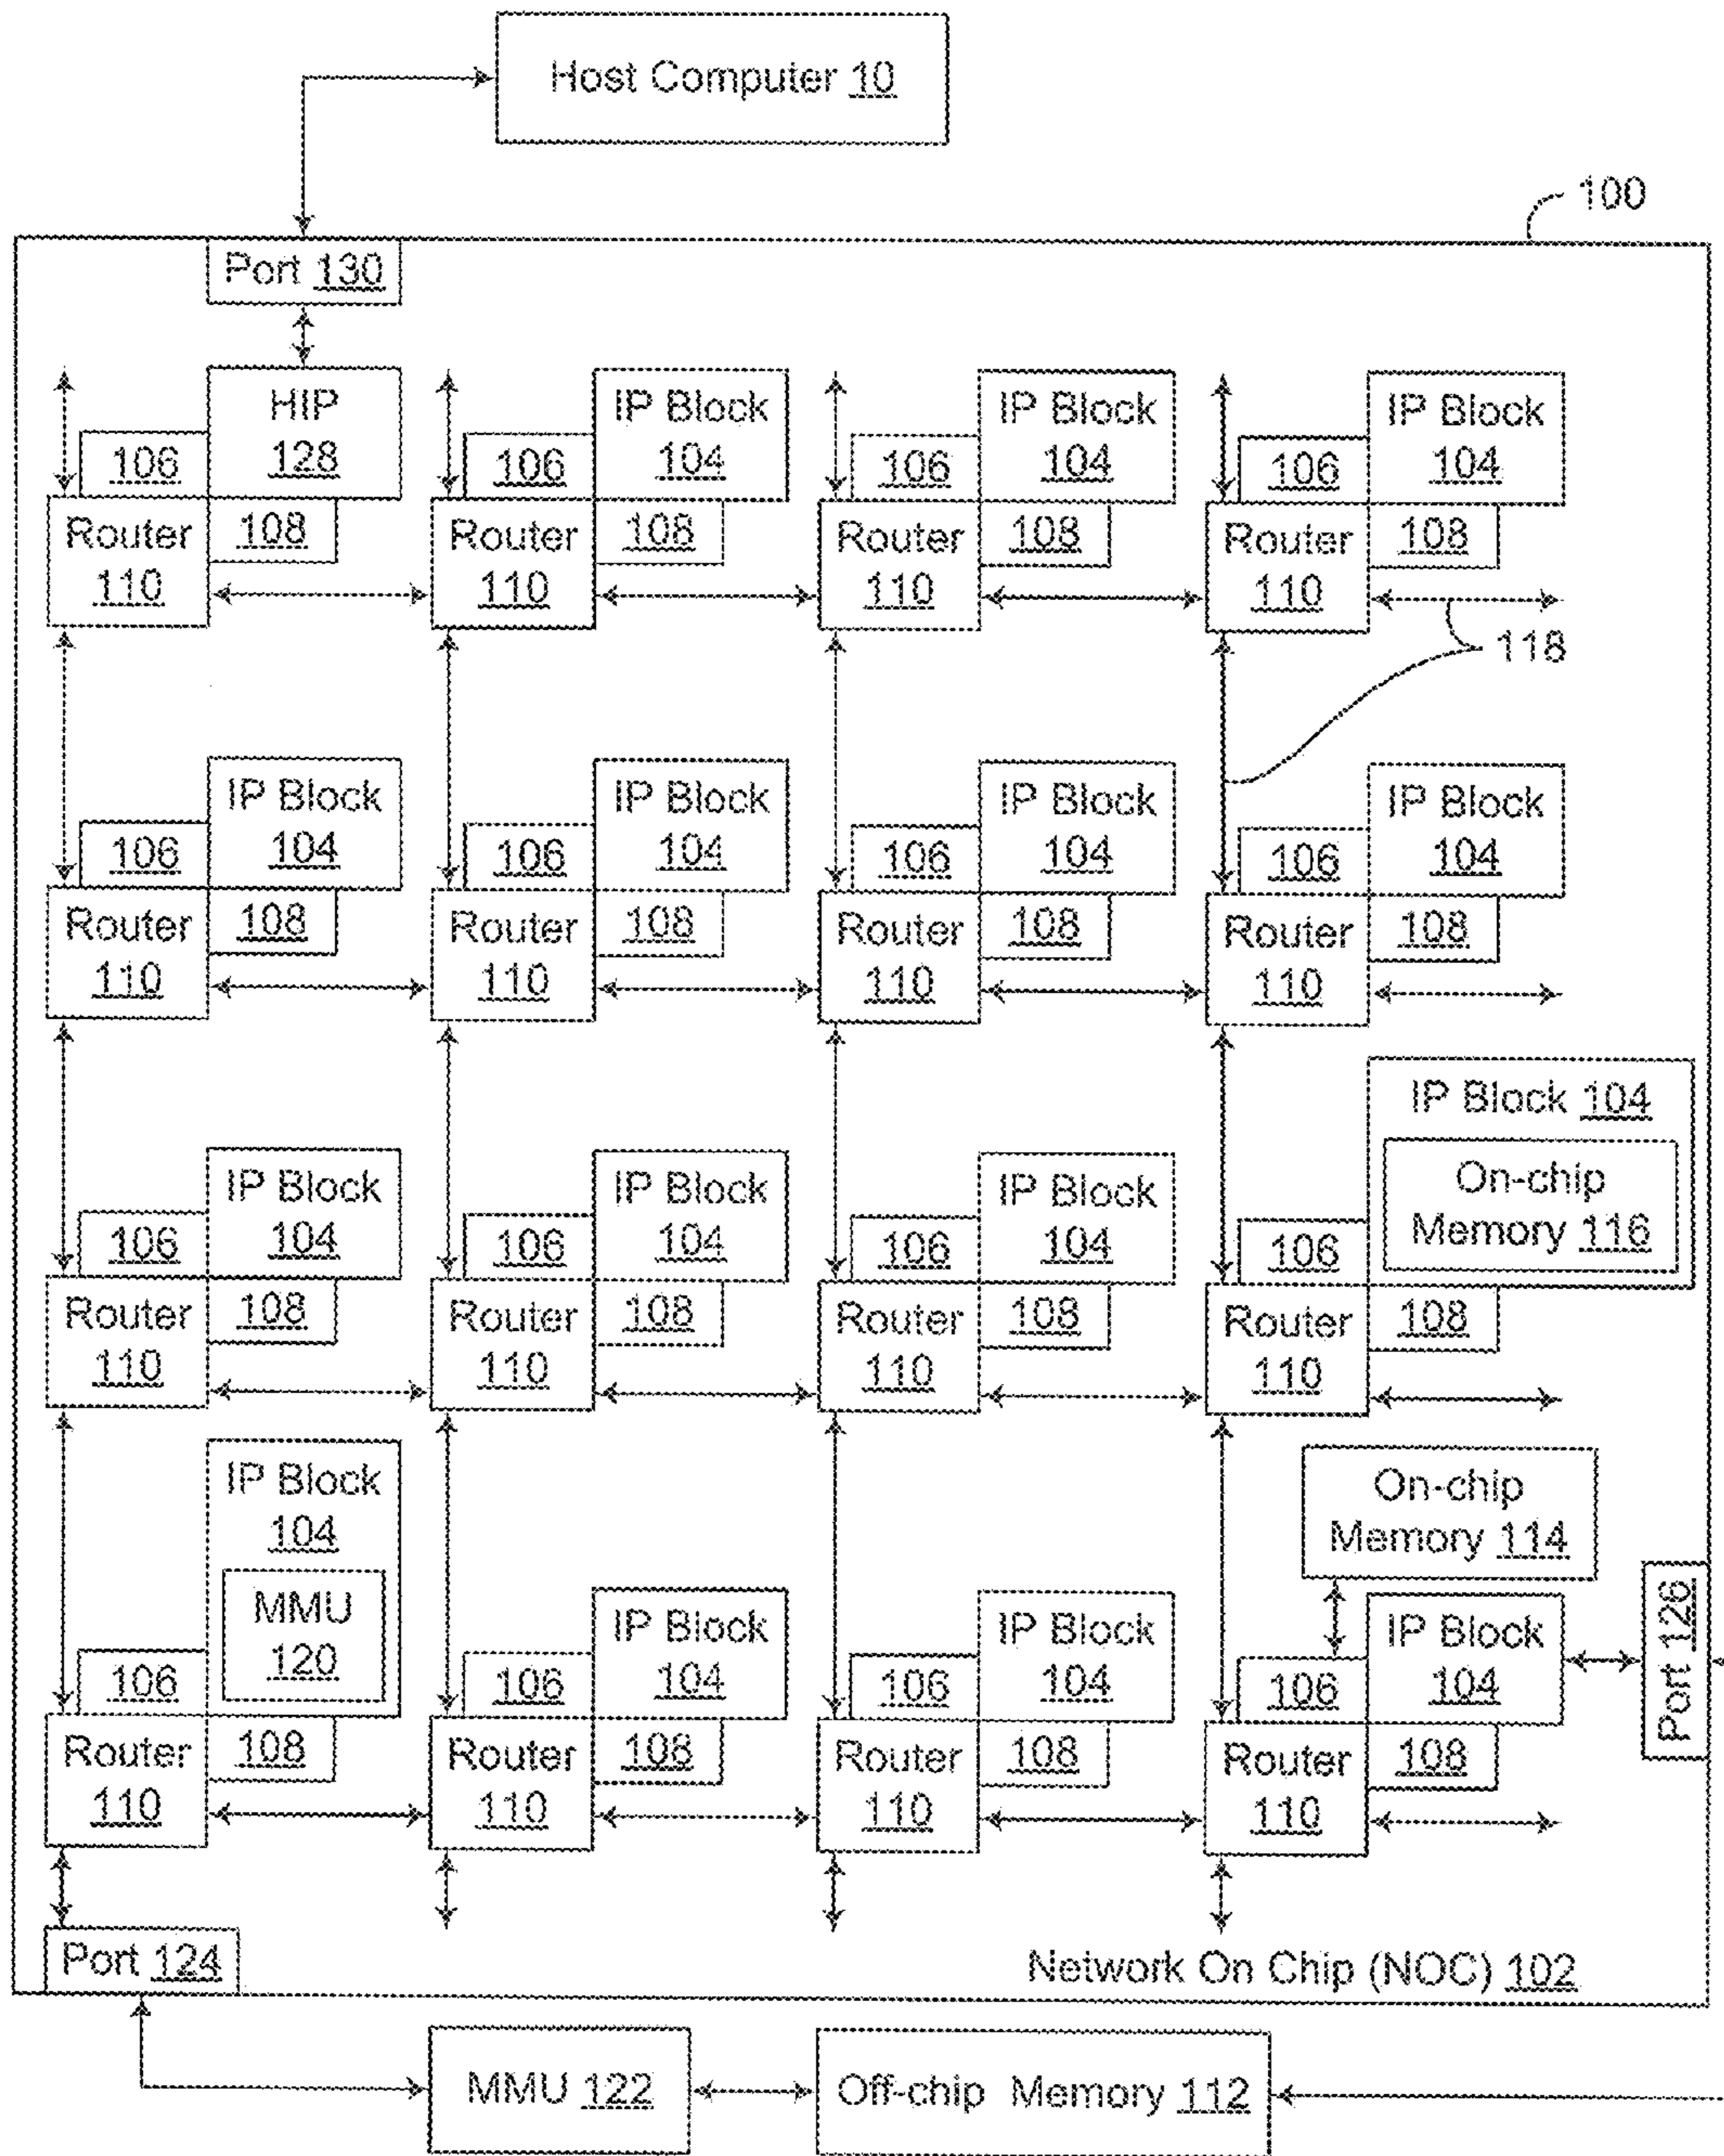 Host Computer 10
100
Port 130
HIP
128
106
Router
110
108
IP Block
104
106
Router
110
108
IP Block
104
106
Router
110
108
IP Block
104
106
Router
110
108
118
IP Block
104
106
Router
110
108
IP Block
104
106
Router
110
108
IP Block
104
106
Router
110
108
IP Block
104
106
Router
110
108
IP Block
104
106
Router
110
108
IP Block
104
106
Router
110
108
IP Block
104
106
Router
110
108
IP Block 104
On-chip
Memory 116
106
Router
110
108
IP Block
104
MMU
120
106
Router
110
108
IP Block
104
106
Router
110
108
IP Block
104
106
Router
110
108
On-chip
Memory 114
IP Block
104
106
Router
110
108
Port 126
Port 124
Network On Chip (NOC) 102
MMU 122
Off-chip Memory 112